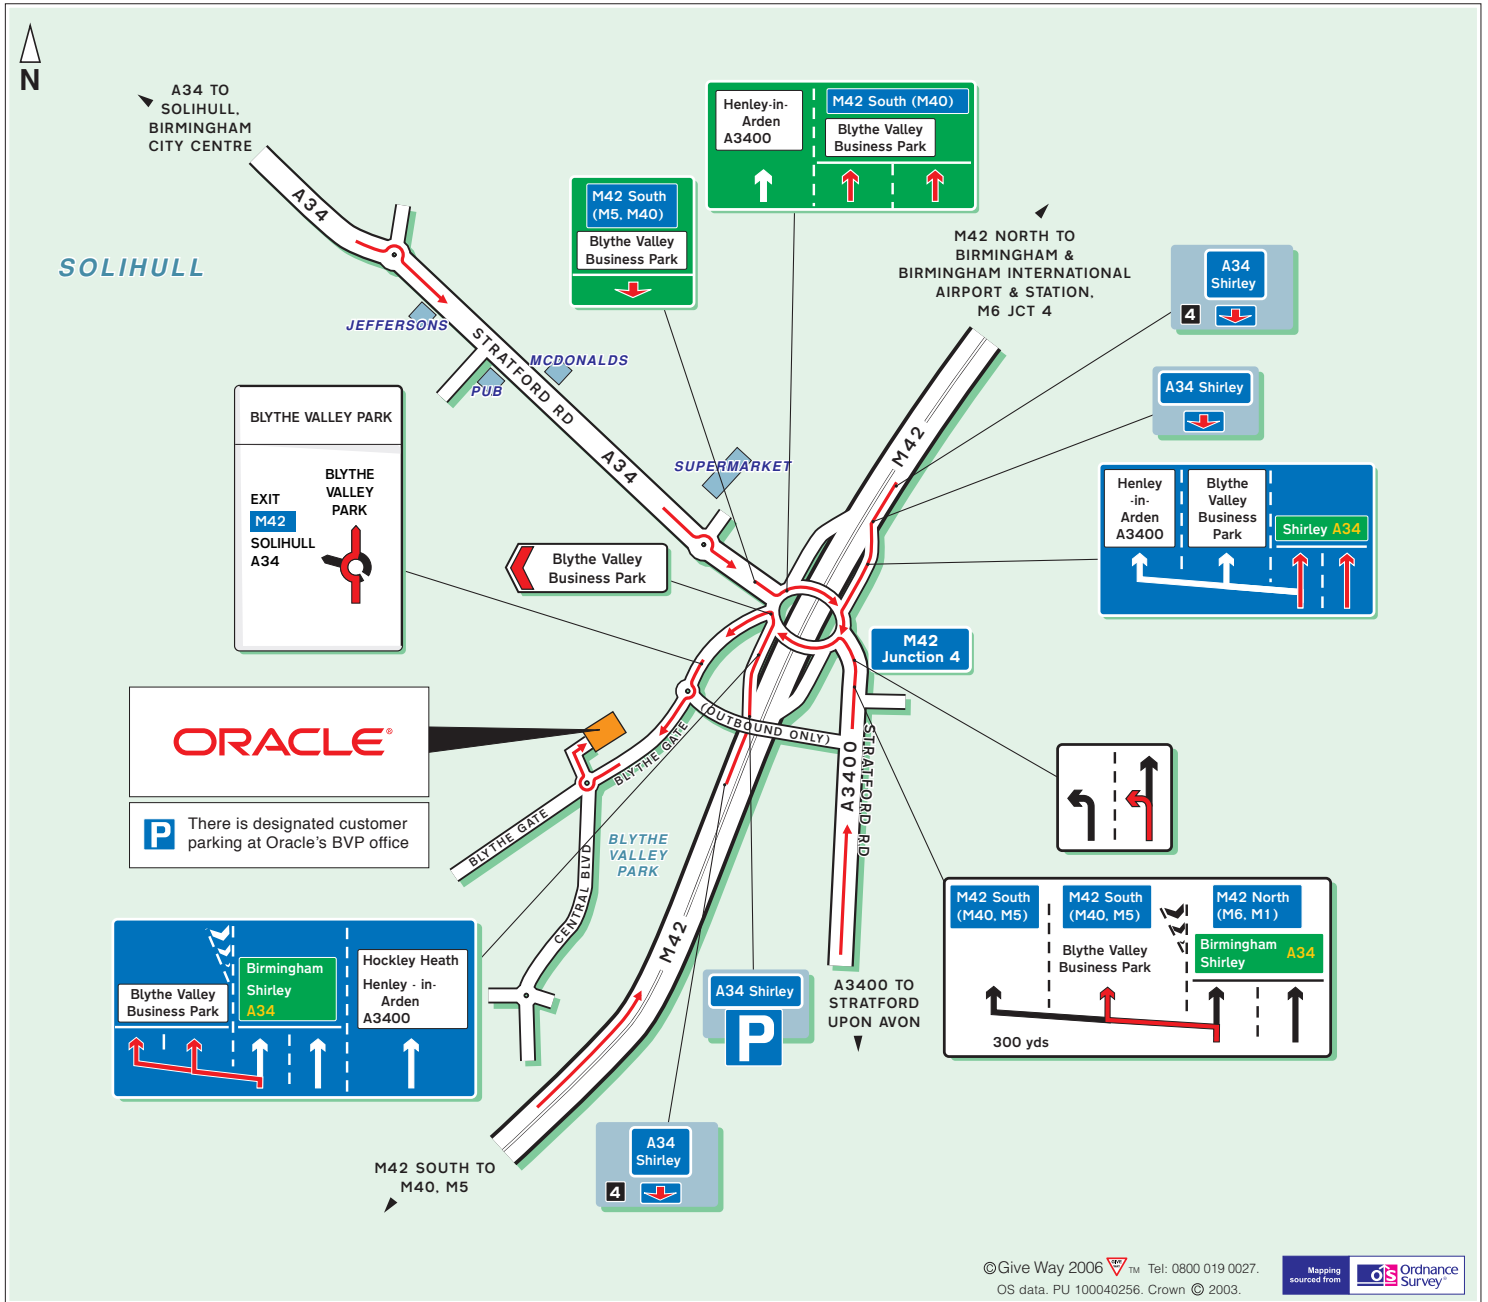 N
A34 TO
SOLIHULL,
BIRMINGHAM
CITY CENTRE
A34
SOLIHULL
Henley-in-
Arden
A3400
M42 South (M40)
Blythe Valley
Business Park
M42 South
(M5, M40)
Blythe Valley
Business Park
M42 NORTH TO
BIRMINGHAM &
BIRMINGHAM INTERNATIONAL
AIRPORT & STATION,
M6 JCT 4
A34
Shirley
4
JEFFERSONS
STRATFORD RD
MCDONALDS
PUB
A34
SUPERMARKET
M42
A34 Shirley
BLYTHE VALLEY PARK
BLYTHE
VALLEY
PARK
EXIT
M42
SOLIHULL
A34
Henley
-in-
Arden
A3400
Blythe
Valley
Business
Park
Shirley A34
Blythe Valley
Business Park
M42
Junction 4
ORACLE®
There is designated customer
parking at Oracle's BVP office
P
(OUTBOUND ONLY)
BLYTHE GATE
BLYTHE GATE
CENTRAL BLVD
BLYTHE
VALLEY
PARK
A3400
STRATFORD RD
M42
M42 South
(M40, M5)
M42 South
(M40, M5)
Blythe Valley
Business Park
M42 North
(M6, M1)
Birmingham
Shirley
A34
300 yds
Blythe Valley
Business Park
Birmingham
Shirley
A34
Hockley Heath
Henley - in-
Arden
A3400
A34 Shirley
P
A3400 TO
STRATFORD
UPON AVON
A34
Shirley
4
M42 SOUTH TO
M40, M5
©Give Way 2006 GIVE WAY TM Tel: 0800 019 0027.
OS data. PU 100040256. Crown © 2003.
Mapping
sourced from
OS Ordnance
Survey®